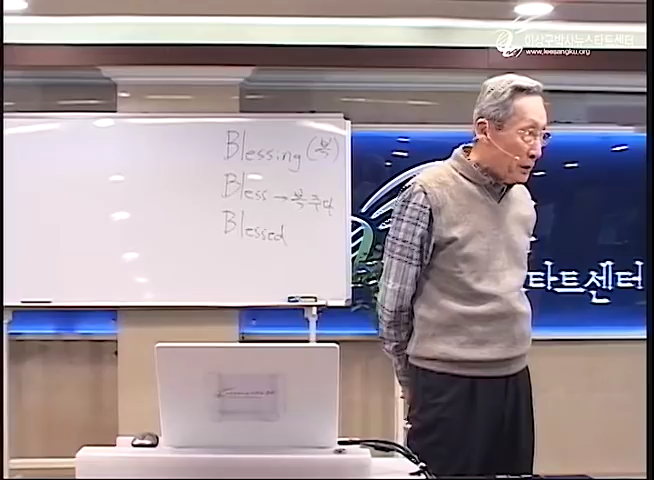 이상구박사뉴스타트센터
www.leesangku.org
Blessing (복)
Bless → 복 주다
Blessed
스타트센터